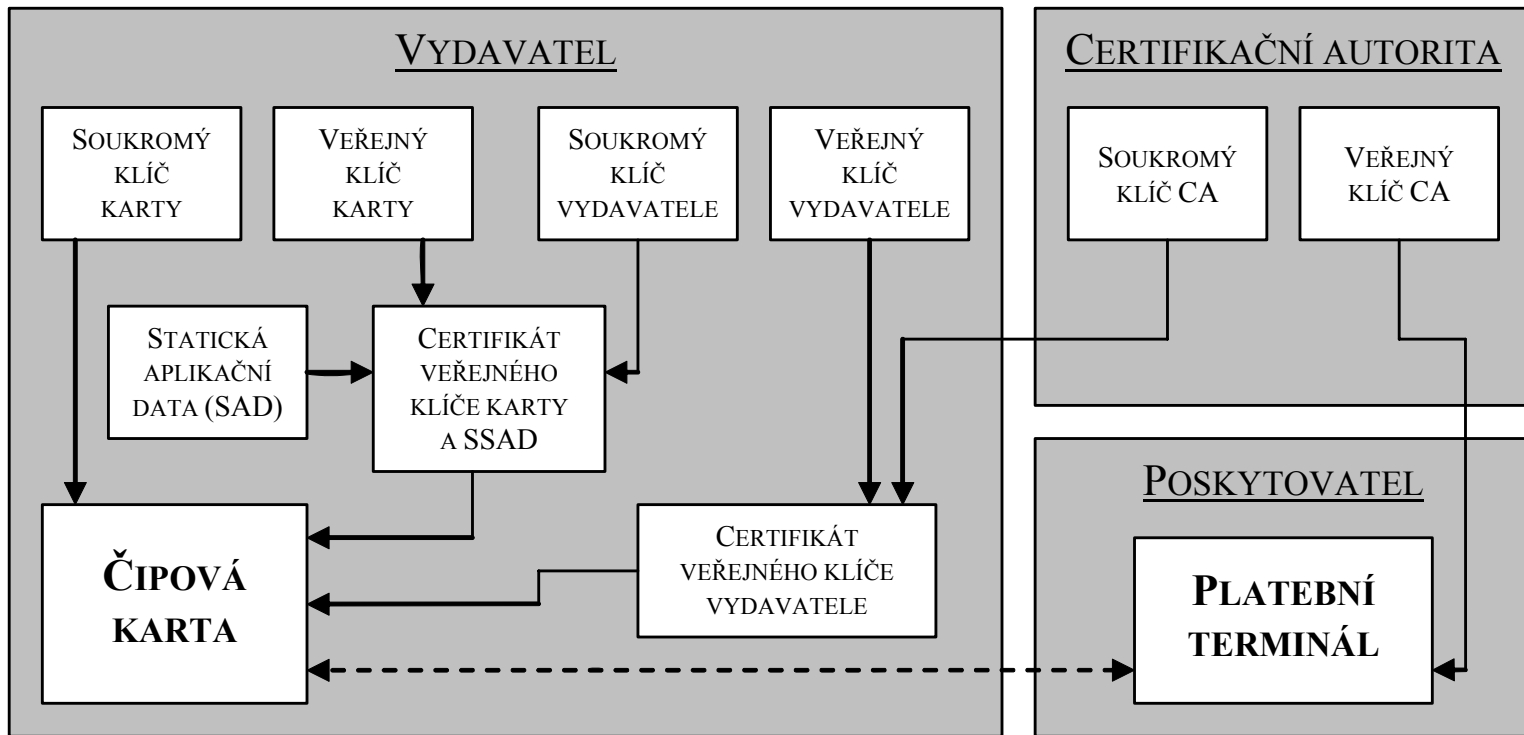 VYDAVATEL
SOUKROMÝ
KLÍČ
KARTY
VEŘEJNÝ
KLÍČ
KARTY
SOUKROMÝ
KLÍČ
VYDAVATELE
VEŘEJNÝ
KLÍČ
VYDAVATELE
STATICKÁ
APLIKAČNÍ
DATA (SAD)
CERTIFIKÁT
VEŘEJNÉHO
KLÍČE KARTY
A SSAD
ČIPOVÁ
KARTA
CERTIFIKÁT
VEŘEJNÉHO KLÍČE
VYDAVATELE
CERTIFIKAČNÍ AUTORITA
SOUKROMÝ
KLÍČ CA
VEŘEJNÝ
KLÍČ CA
POSKYTOVATEL
PLATEBNÍ
TERMINÁL